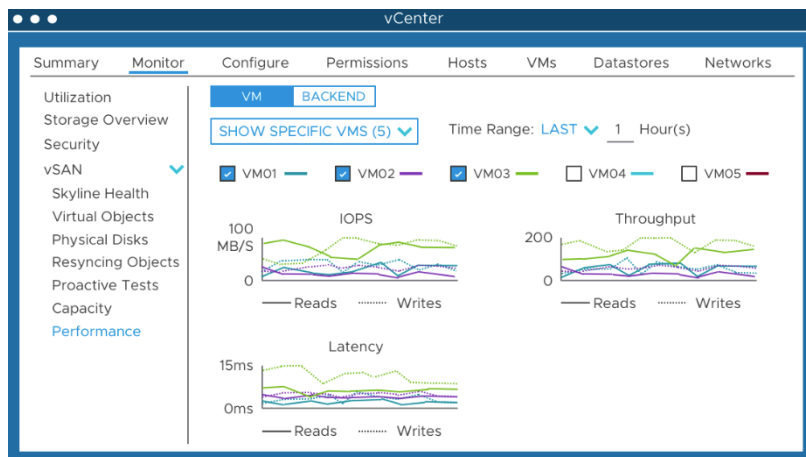 vCenter
Summary Monitor Configure Permissions Hosts VMs Datastores Networks
Utilization
Storage Overview
Security
vSAN
Skyline Health
Virtual Objects
Physical Disks
Resyncing Objects
Proactive Tests
Capacity
Performance
VM BACKEND
SHOW SPECIFIC VMS (5) Time Range: LAST 1 Hour(s)
VM01 VM02 VM03 VM04 VM05
IOPS
100
MB/S
0
Reads Writes
Throughput
200
0
Reads Writes
Latency
15ms
0ms
Reads Writes